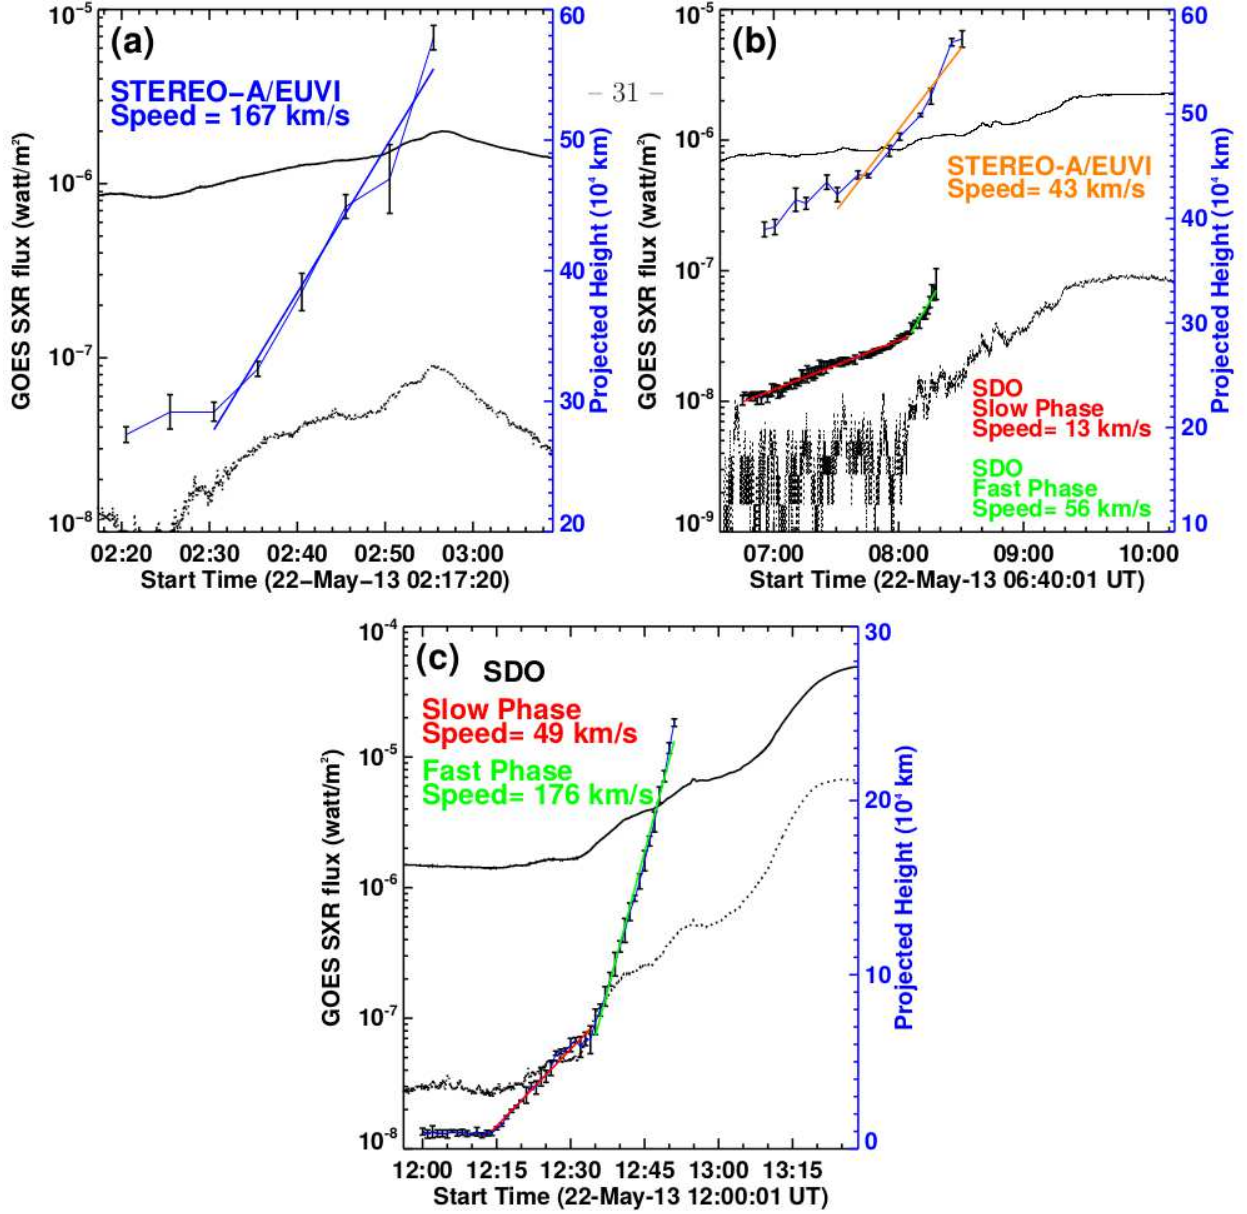 (a)
STEREO−A/EUVI
Speed = 167 km/s
– 31 –
10⁻⁵
10⁻⁶
10⁻⁷
10⁻⁸
GOES SXR flux (watt/m²)
60
50
40
30
20
Projected Height (10⁴ km)
02:20 02:30 02:40 02:50 03:00
Start Time (22−May−13 02:17:20)
(b)
10⁻⁵
10⁻⁶
10⁻⁷
10⁻⁸
10⁻⁹
GOES SXR flux (watt/m²)
STEREO-A/EUVI
Speed= 43 km/s
SDO
Slow Phase
Speed= 13 km/s
SDO
Fast Phase
Speed= 56 km/s
60
50
40
30
20
10
Projected Height (10⁴ km)
07:00 08:00 09:00 10:00
Start Time (22-May-13 06:40:01 UT)
(c) SDO
Slow Phase
Speed= 49 km/s
Fast Phase
Speed= 176 km/s
10⁻⁴
10⁻⁵
10⁻⁶
10⁻⁷
10⁻⁸
GOES SXR flux (watt/m²)
30
20
10
0
Projected Height (10⁴ km)
12:00 12:15 12:30 12:45 13:00 13:15
Start Time (22-May-13 12:00:01 UT)